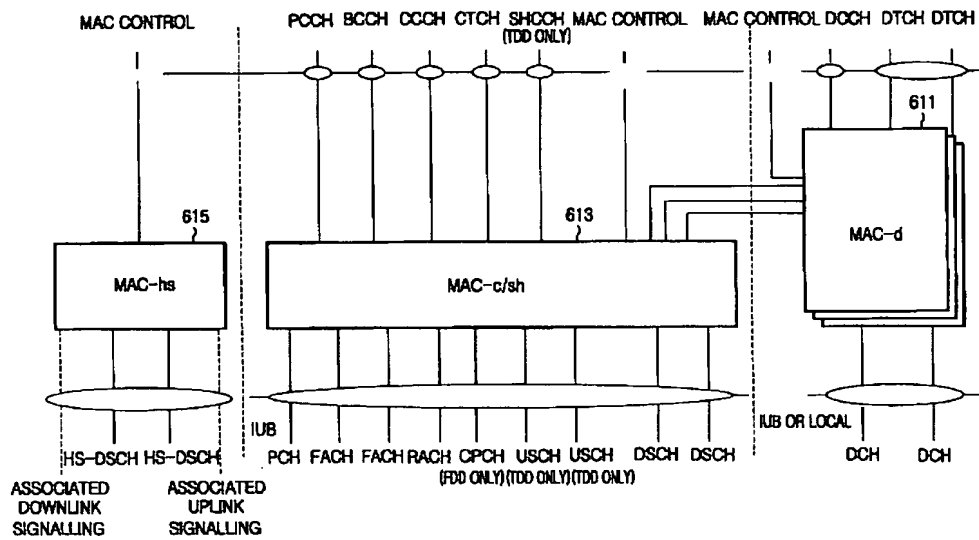 MAC CONTROL
PCCH BCCH CCCH CTCH SHCCH MAC CONTROL
(TDD ONLY)
MAC CONTROL DCCH DTCH DTCH
611
MAC-d
615
MAC-hs
613
MAC-c/sh
IUB
IUB OR LOCAL
HS-DSCH HS-DSCH
PCH FACH FACH RACH CPCH USCH USCH DSCH DSCH
(FDD ONLY)(TDD ONLY)(TDD ONLY)
DCH DCH
ASSOCIATED
DOWNLINK
SIGNALLING
ASSOCIATED
UPLINK
SIGNALLING